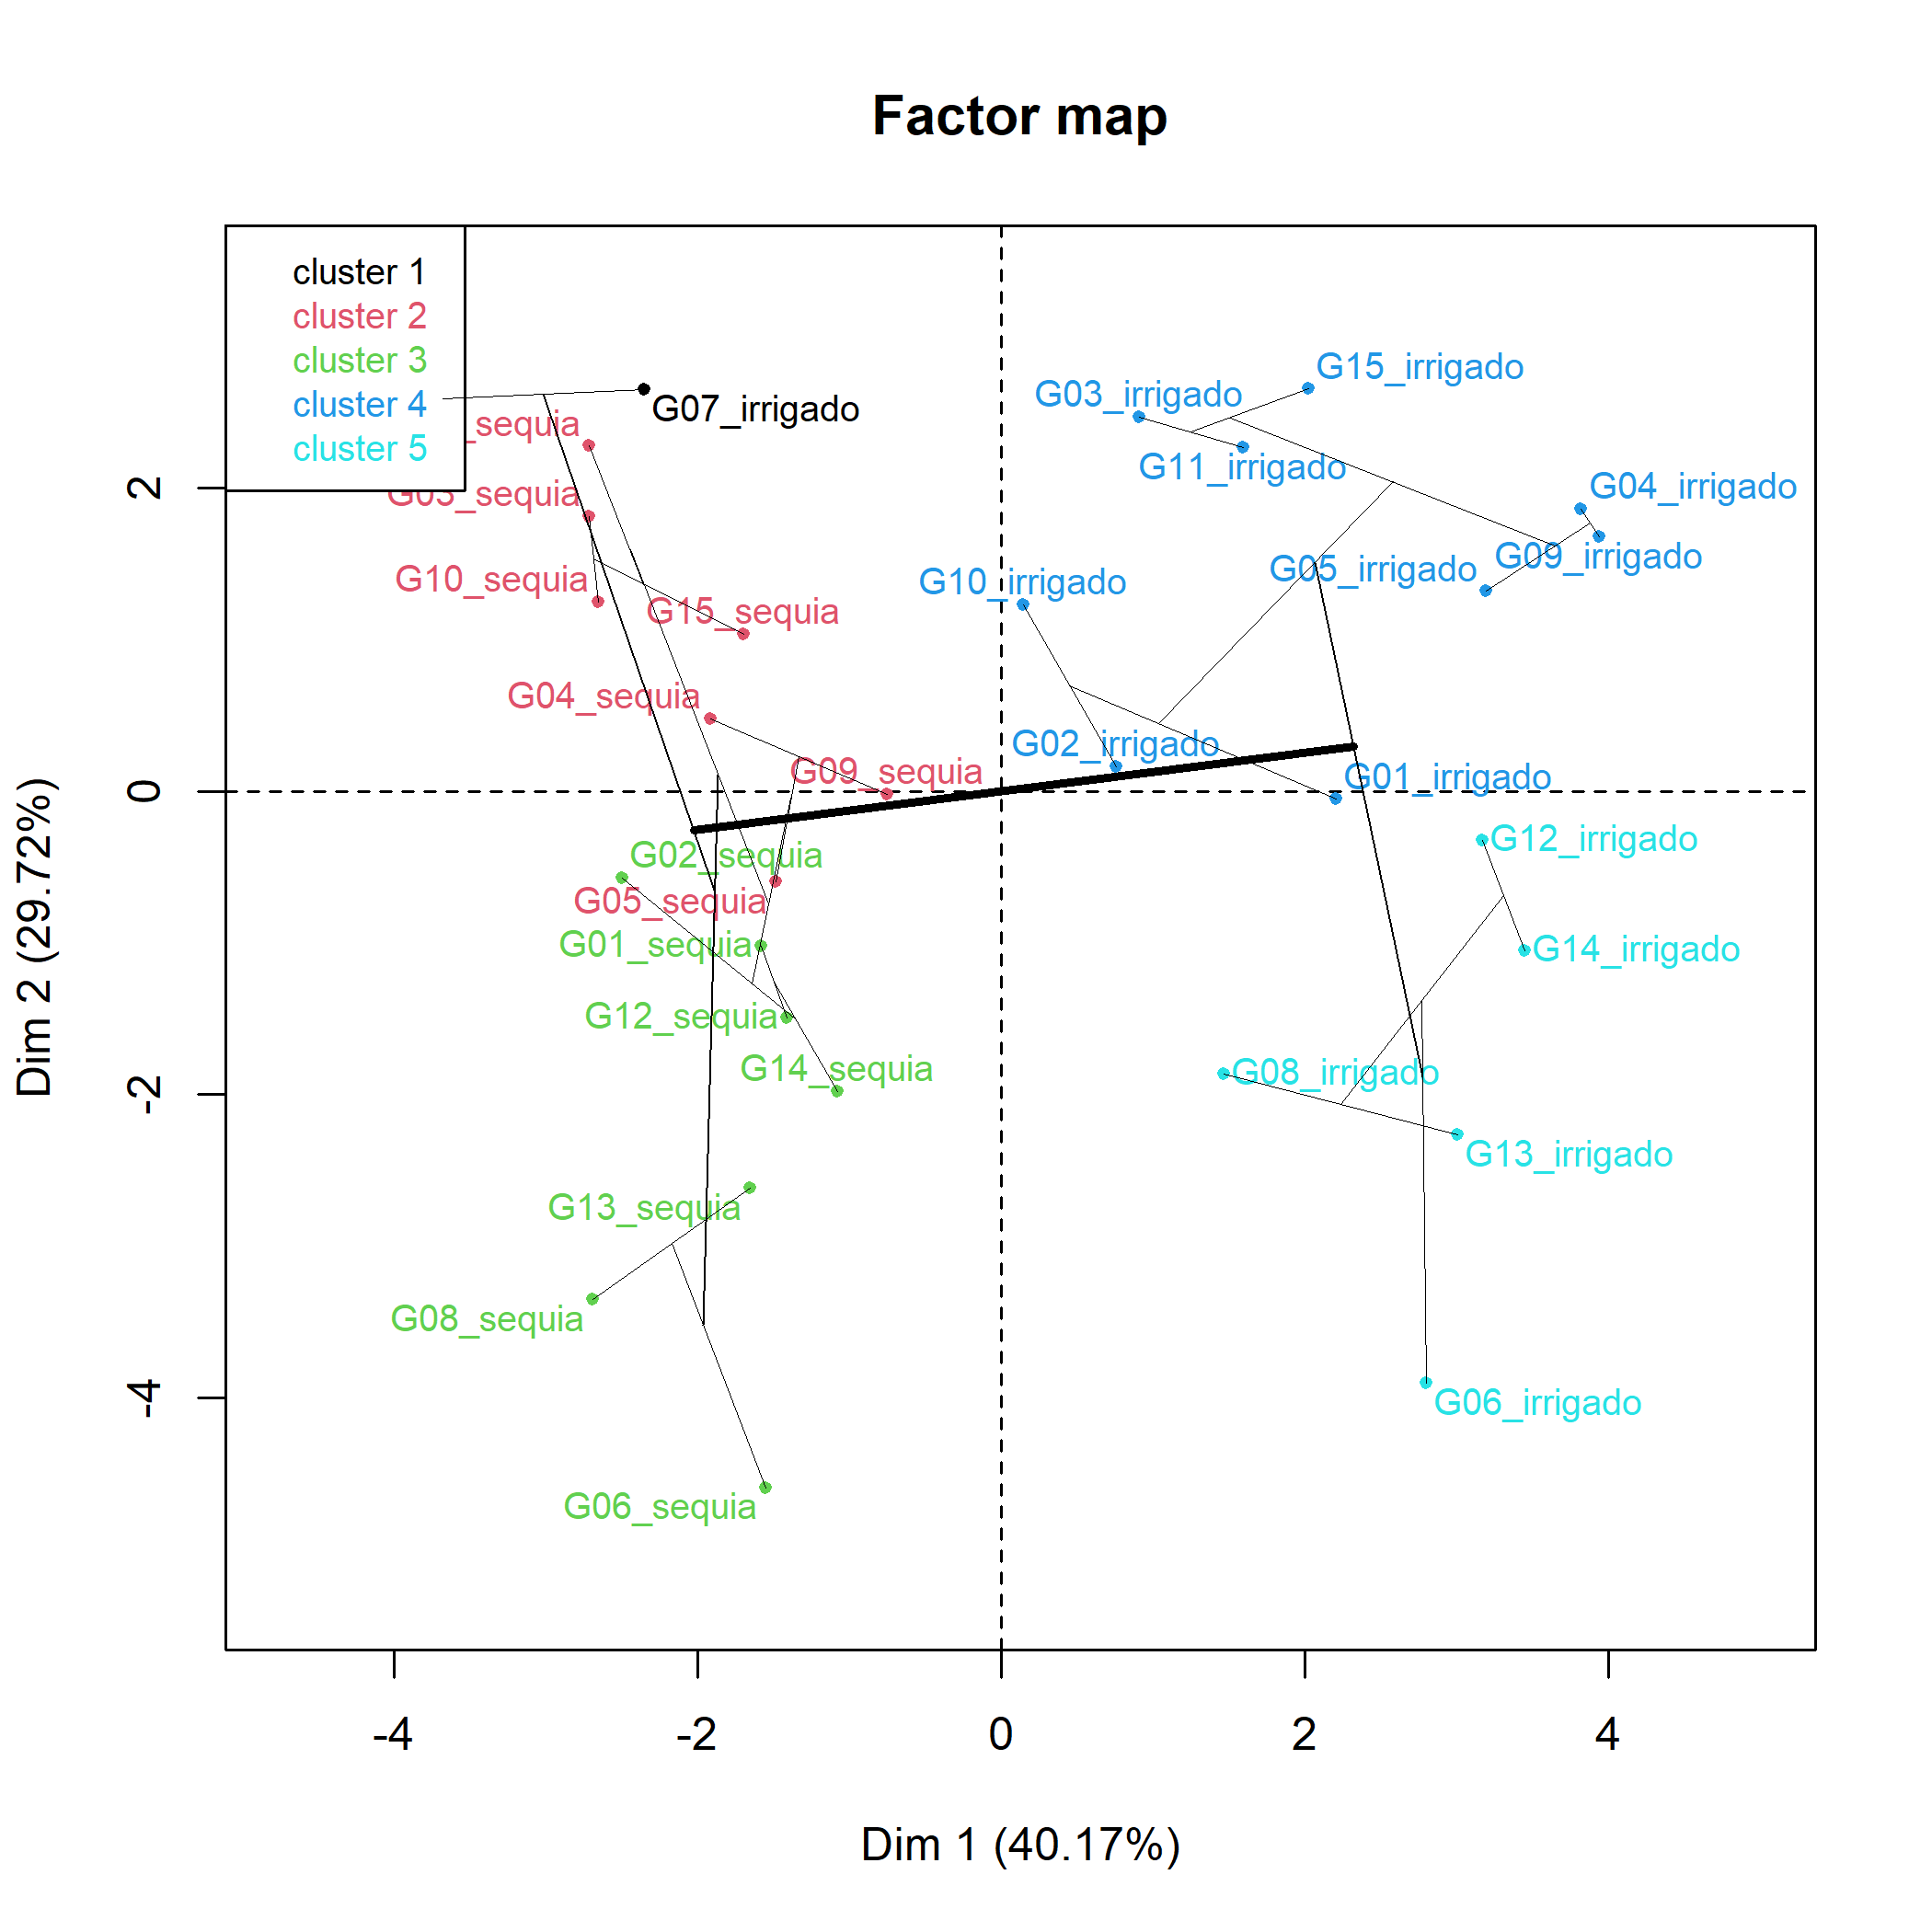 Factor map
cluster 1
cluster 2
cluster 3
cluster 4
cluster 5
G15_irrigado
G03_irrigado
G07_irrigado
_sequia
G11_irrigado
G04_irrigado
G03_sequia
G09_irrigado
G05_irrigado
G10_sequia
G10_irrigado
G15_sequia
G04_sequia
G02_irrigado
G09_sequia
G01_irrigado
G12_irrigado
G02_sequia
G05_sequia
G01_sequia
G14_irrigado
G12_sequia
G14_sequia
G08_irrigado
G13_irrigado
G13_sequia
G08_sequia
G06_irrigado
G06_sequia
2
0
-2
-4
-4
-2
0
2
4
Dim 1 (40.17%)
Dim 2 (29.72%)